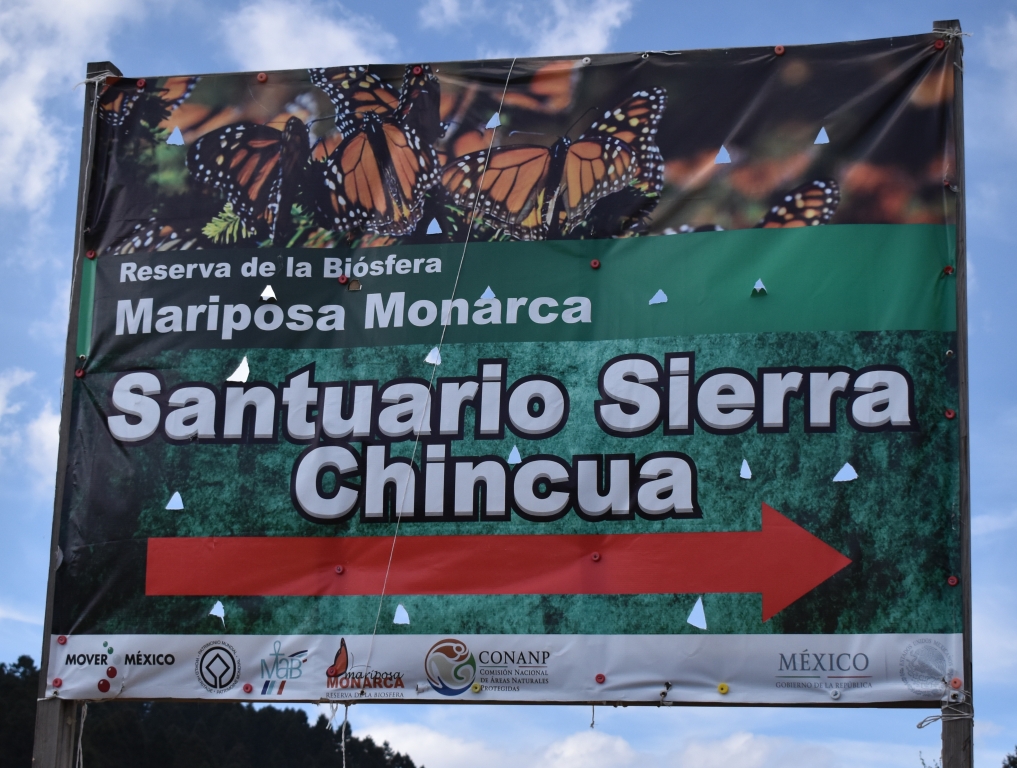 Reserva de la Biósfera
Mariposa Monarca
Santuario Sierra
Chincua
MOVER MÉXICO
MaB
mariposa
MONARCA
RESERVA DE LA BIOSFERA
CONANP
COMISIÓN NACIONAL
DE ÁREAS NATURALES
PROTEGIDAS
MÉXICO
GOBIERNO DE LA REPÚBLICA